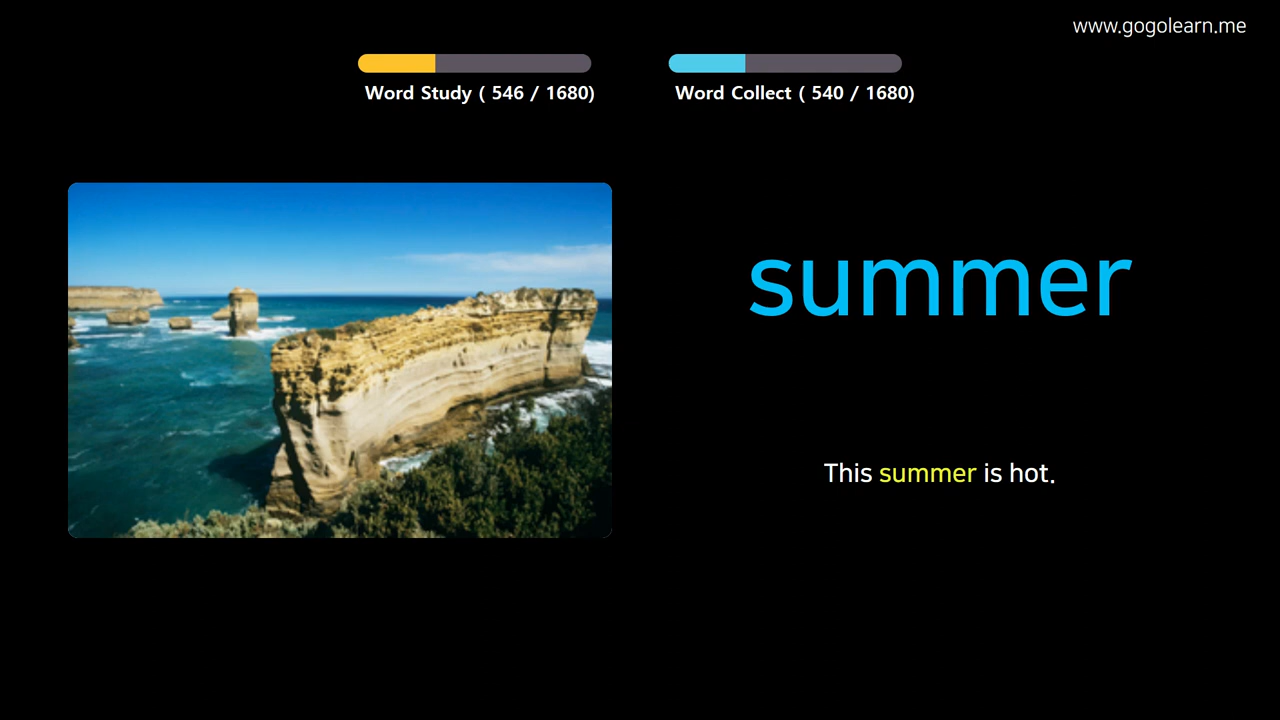 www.gogolearn.me
Word Study ( 546 / 1680)
Word Collect ( 540 / 1680)
summer
This summer is hot.